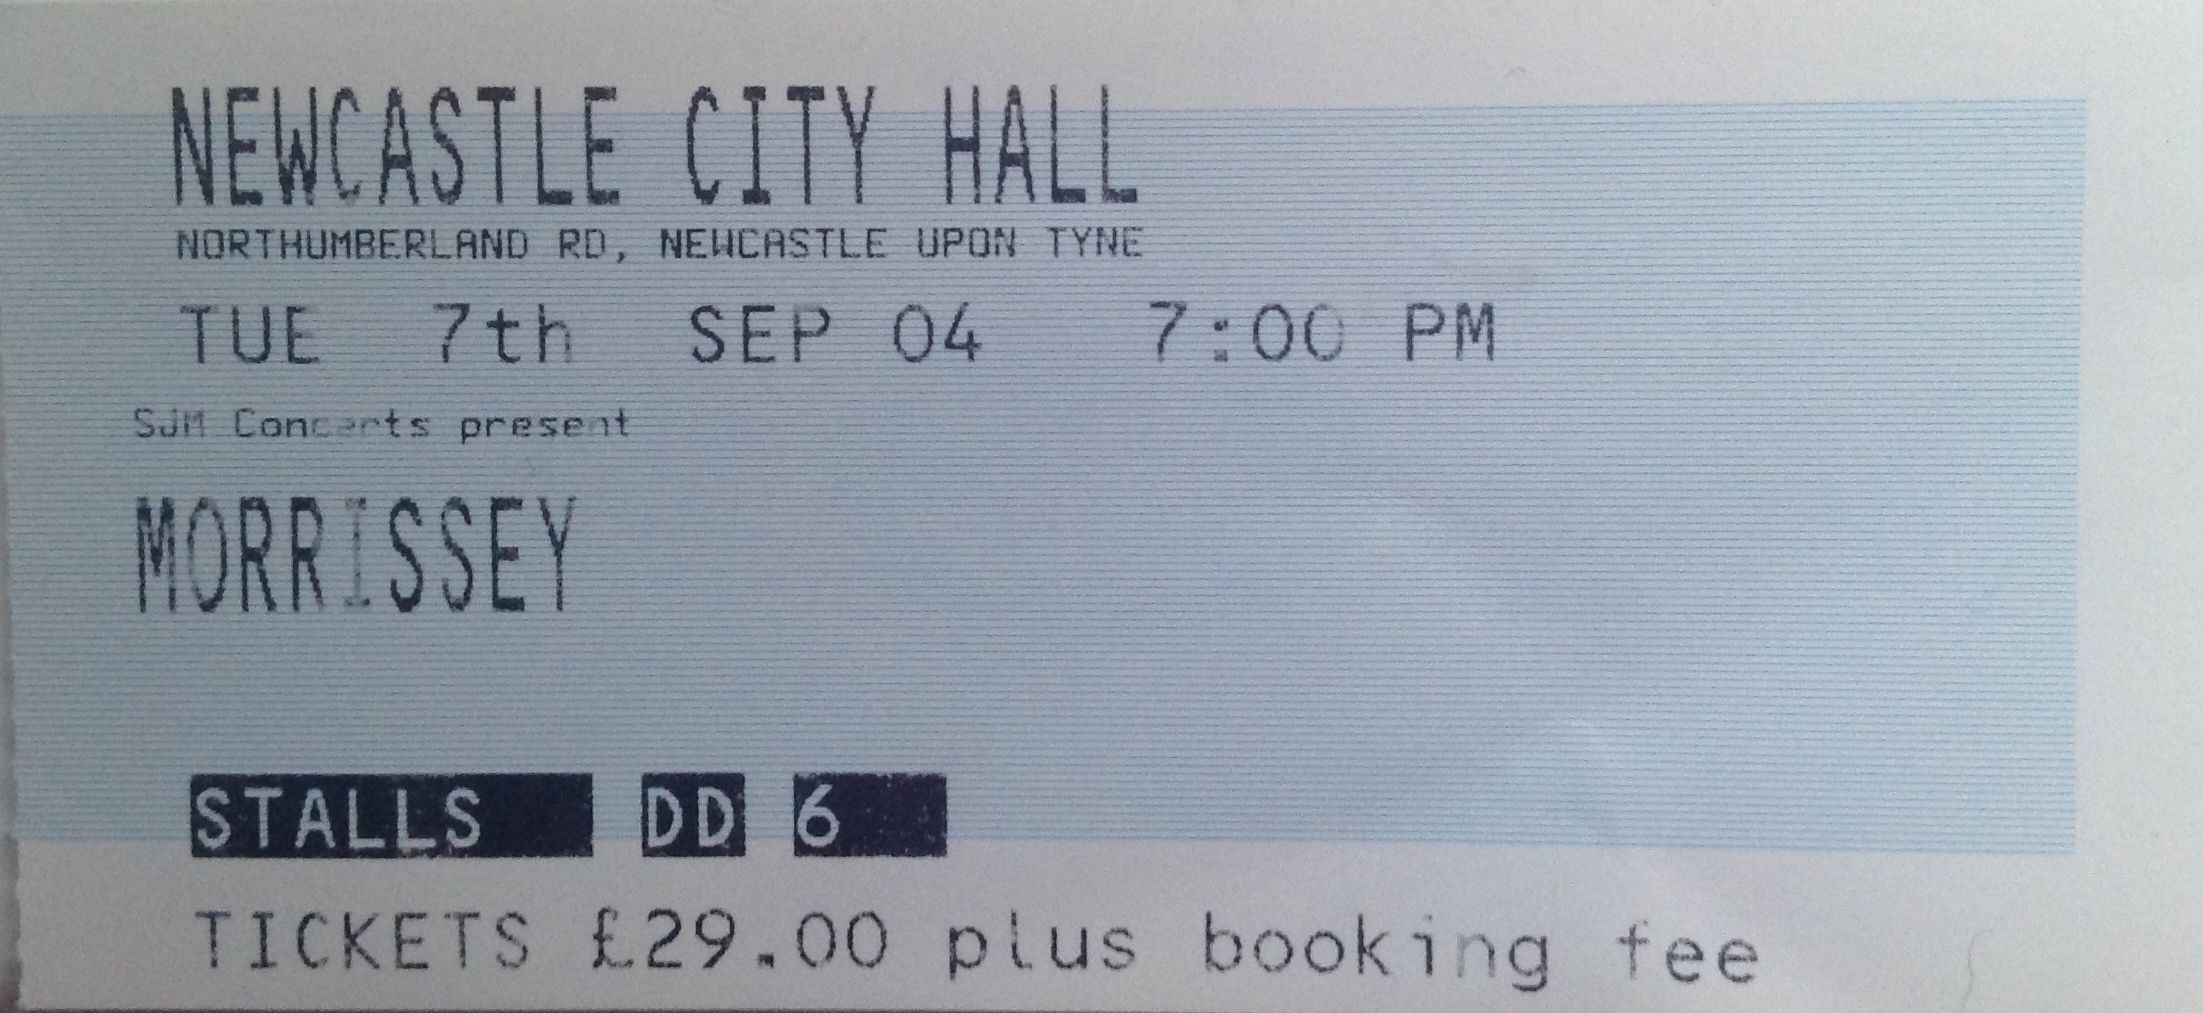 NEWCASTLE CITY HALL
NORTHUMBERLAND RD, NEWCASTLE UPON TYNE
TUE 7th SEP 04 7:00 PM
SJM Concerts present
MORRISSEY
STALLS DD 6
TICKETS £29.00 plus booking fee